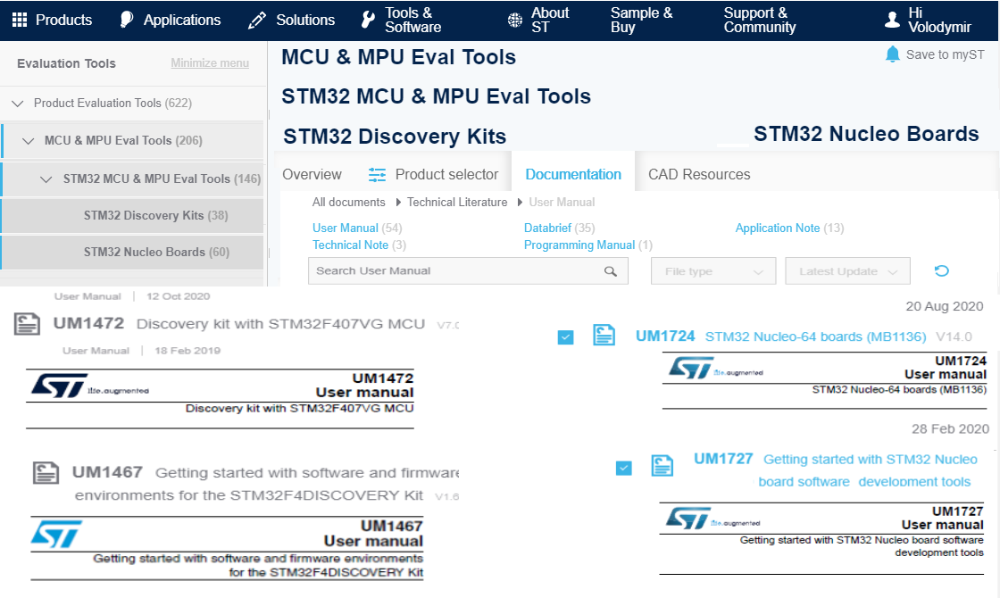 Products
Applications
Solutions
Tools &
Software
About
ST
Sample &
Buy
Support &
Community
Hi
Volodymir
Evaluation Tools
Minimize menu
Product Evaluation Tools (622)
MCU & MPU Eval Tools (206)
STM32 MCU & MPU Eval Tools (146)
STM32 Discovery Kits (38)
STM32 Nucleo Boards (60)
MCU & MPU Eval Tools
Save to myST
STM32 MCU & MPU Eval Tools
STM32 Discovery Kits
STM32 Nucleo Boards
Overview
Product selector
Documentation
CAD Resources
All documents
Technical Literature
User Manual
User Manual (54)
Databrief (35)
Application Note (13)
Technical Note (3)
Programming Manual (1)
Search User Manual
File type
Latest Update
User Manual | 12 Oct 2020
UM1472 Discovery kit with STM32F407VG MCU V7.0
User Manual | 18 Feb 2019
ST life.augmented
UM1472
User manual
Discovery kit with STM32F407VG MCU
UM1467 Getting started with software and firmware
environments for the STM32F4DISCOVERY Kit V1.6
ST
UM1467
User manual
Getting started with software and firmware environments
for the STM32F4DISCOVERY Kit
20 Aug 2020
UM1724 STM32 Nucleo-64 boards (MB1136) V14.0
ST life.augmented
UM1724
User manual
STM32 Nucleo-64 boards (MB1136)
28 Feb 2020
UM1727 Getting started with STM32 Nucleo
board software development tools
ST life.augmented
UM1727
User manual
Getting started with STM32 Nucleo board software
development tools